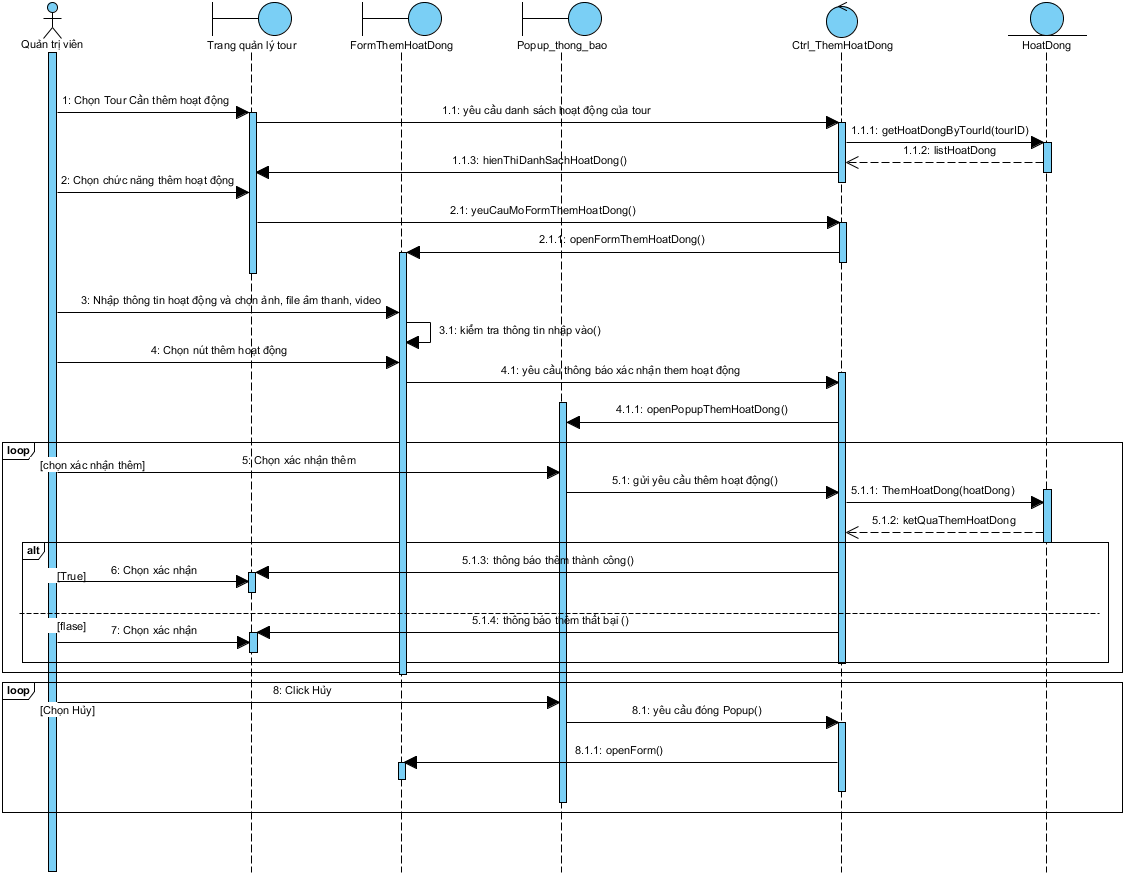 Quản trị viên
Trang quản lý tour
FormThemHoatDong
Popup_thong_bao
Ctrl_ThemHoatDong
HoatDong
1: Chọn Tour Cần thêm hoạt động
1.1: yêu cầu danh sách hoạt động của tour
1.1.1: getHoatDongByTourId(tourID)
1.1.2: listHoatDong
1.1.3: hienThiDanhSachHoatDong()
2: Chọn chức năng thêm hoạt động
2.1: yeuCauMoFormThemHoatDong()
2.1.1: openFormThemHoatDong()
3: Nhập thông tin hoạt động và chọn ảnh, file âm thanh, video
3.1: kiểm tra thông tin nhập vào()
4: Chọn nút thêm hoạt động
4.1: yêu cầu thông báo xác nhận them hoạt động
4.1.1: openPopupThemHoatDong()
loop
[chọn xác nhận thêm]
5: Chọn xác nhận thêm
5.1: gửi yêu cầu thêm hoạt động()
5.1.1: ThemHoatDong(hoatDong)
5.1.2: ketQuaThemHoatDong
alt
5.1.3: thông báo thêm thành công()
[True]
6: Chọn xác nhận
[flase]
5.1.4: thông báo thêm thất bại ()
7: Chọn xác nhận
loop
8: Click Hủy
[Chọn Hủy]
8.1: yêu cầu đóng Popup()
8.1.1: openForm()